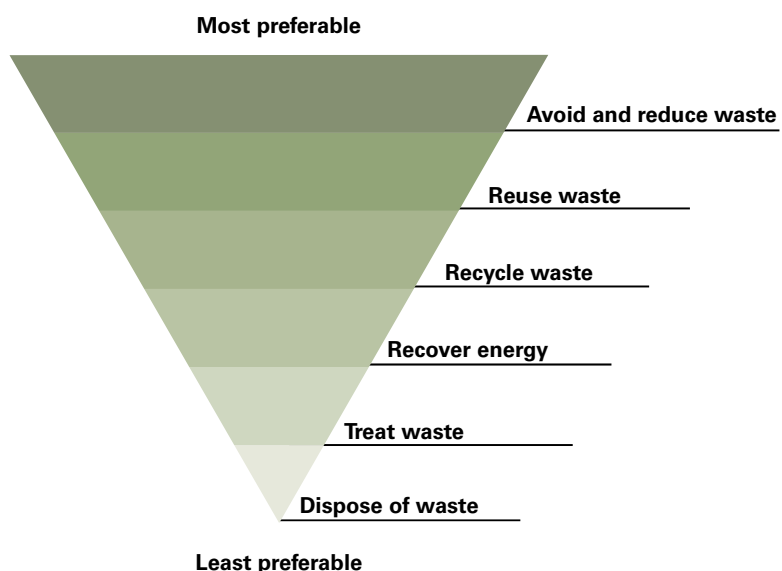 Most preferable
Avoid and reduce waste
Reuse waste
Recycle waste
Recover energy
Treat waste
Dispose of waste
Least preferable